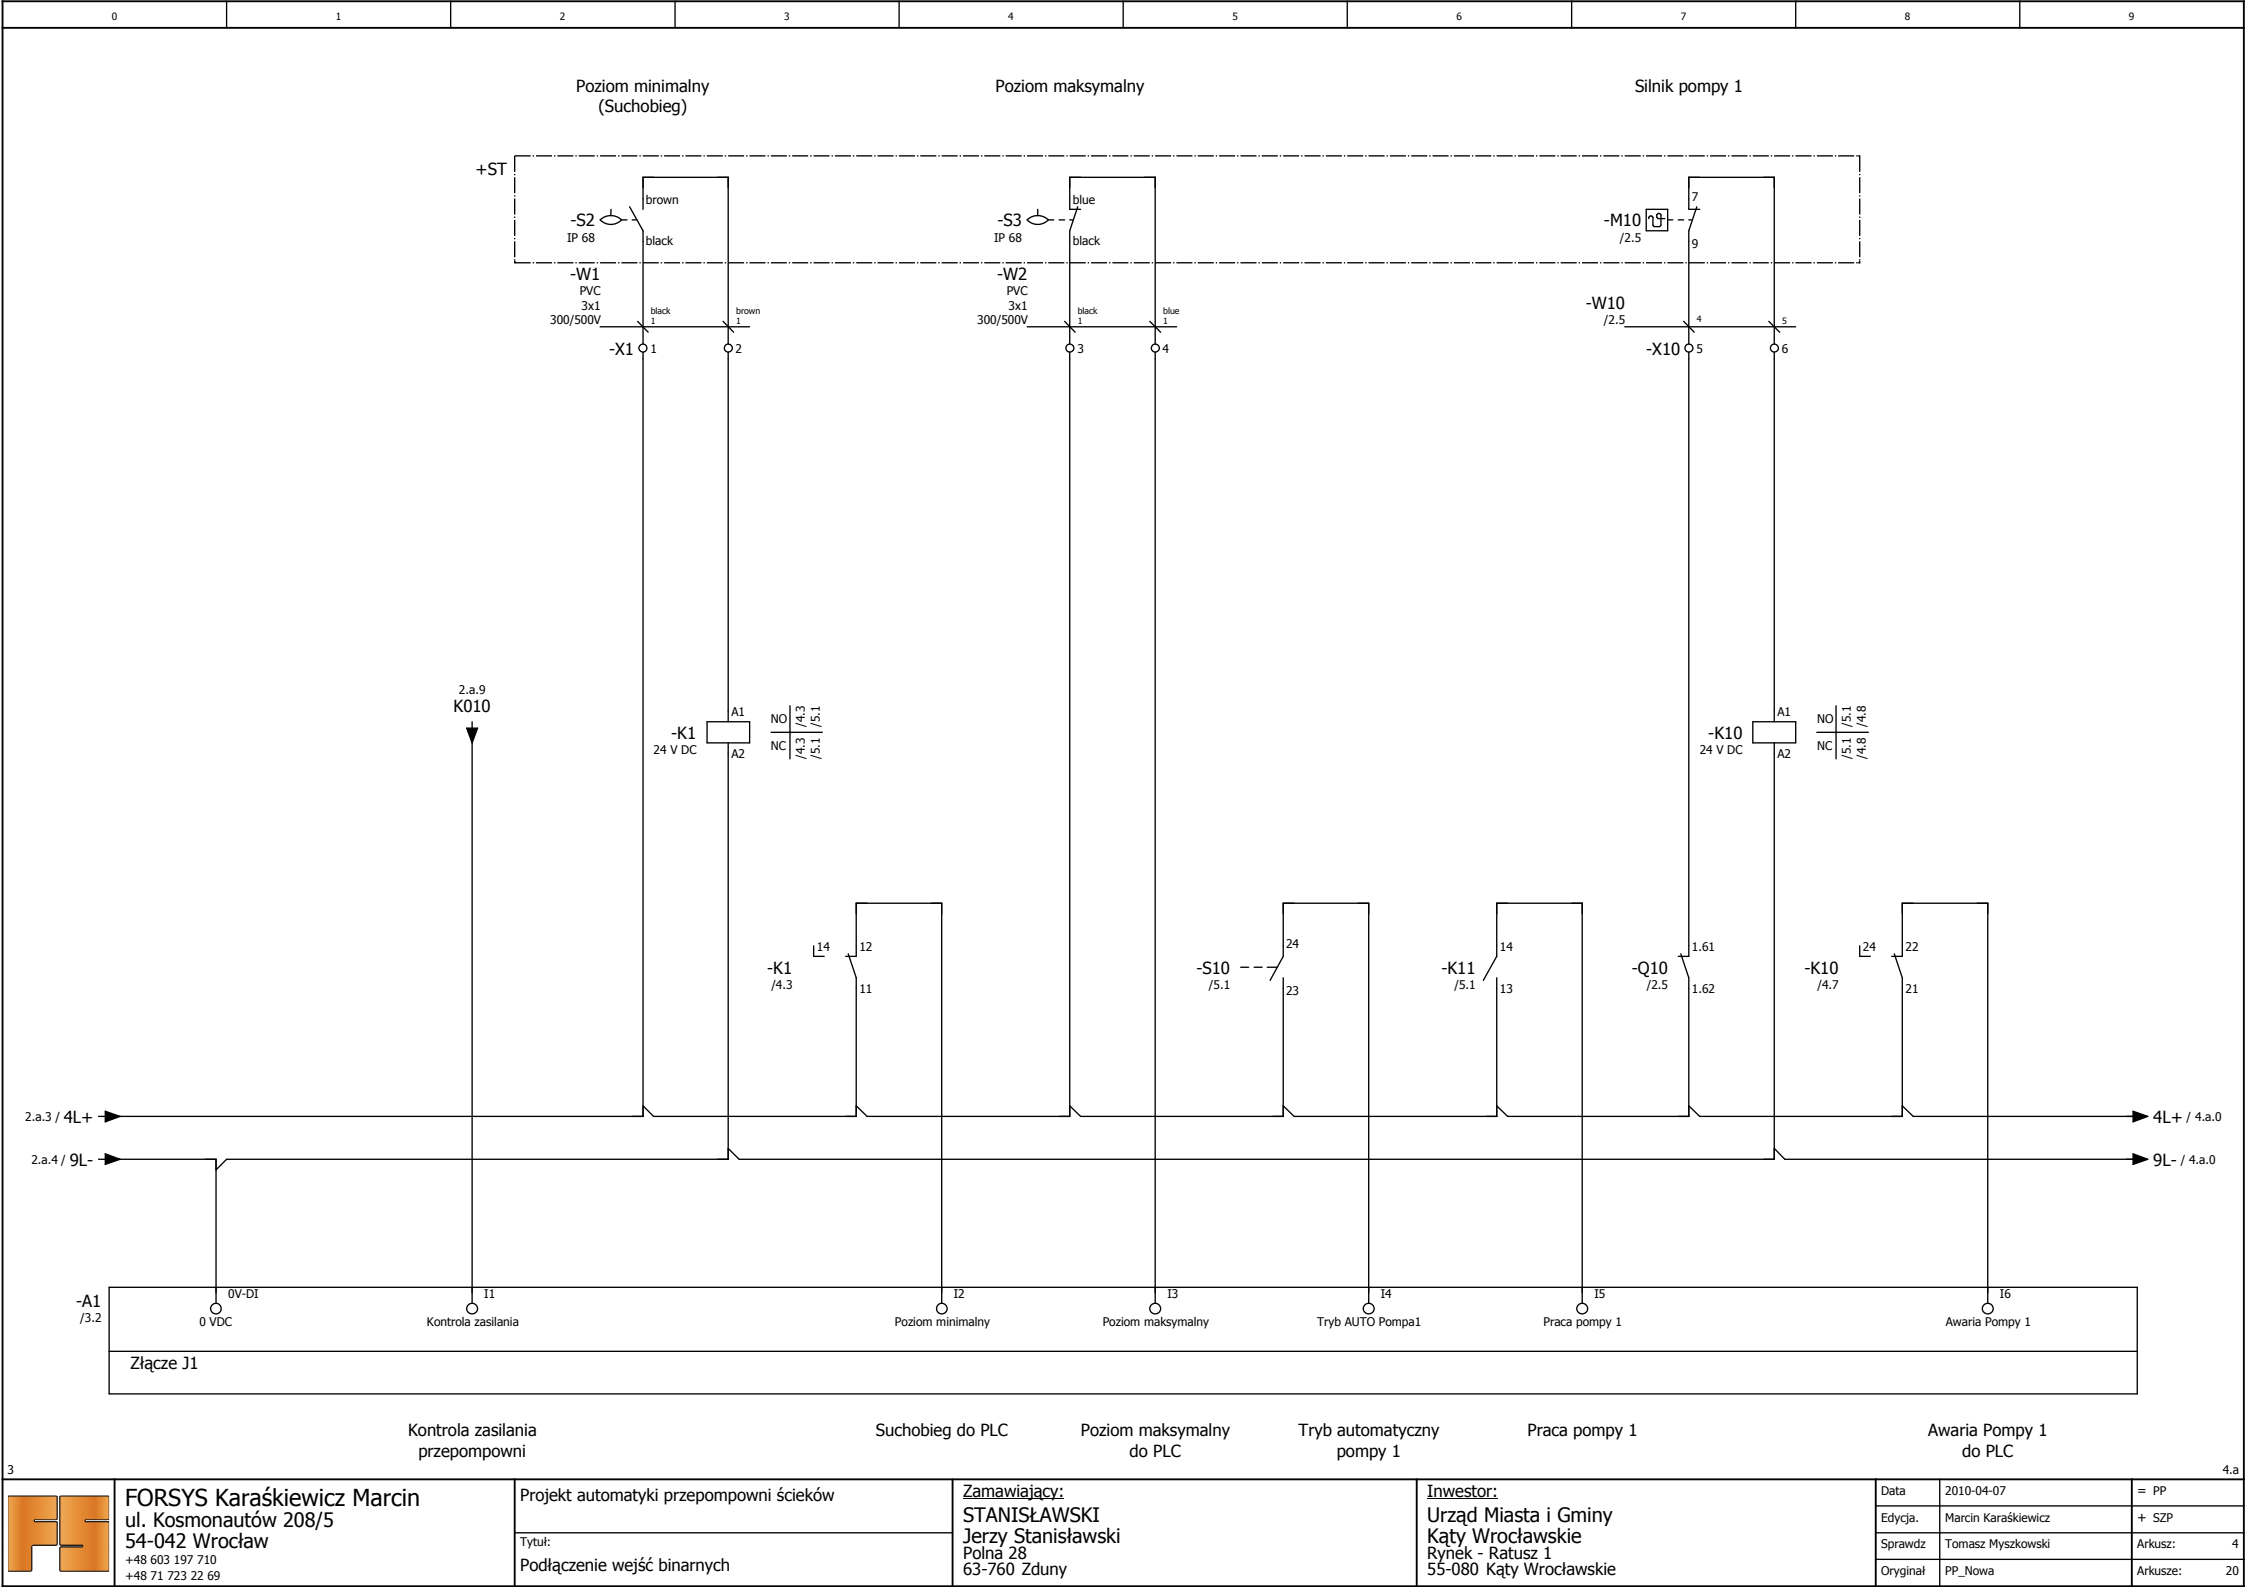 0 1 2 3 4 5 6 7 8 9
Poziom minimalny
(Suchobieg)
Poziom maksymalny
Silnik pompy 1
+ST
brown
-S2
IP 68
black
blue
-S3
IP 68
black
7
-M10
/2.5
9
-W1
PVC
3x1
300/500V
black
1
brown
1
-W2
PVC
3x1
300/500V
black
1
blue
1
-W10
/2.5
4
5
-X1 1 2
3 4
-X10 5 6
2.a.9
K010
A1
-K1
24 V DC
A2
NO /4.3 /5.1
NC /4.3 /5.1
A1
-K10
24 V DC
A2
NO /5.1 /4.8
NC /5.1 /4.8
14 12
-K1
/4.3
11
24
-S10
/5.1
23
14
-K11
/5.1
13
1.61
-Q10
/2.5
1.62
24 22
-K10
/4.7
21
2.a.3 / 4L+
4L+ / 4.a.0
2.a.4 / 9L-
9L- / 4.a.0
-A1
/3.2
0V-DI
0 VDC
I1
Kontrola zasilania
I2
Poziom minimalny
I3
Poziom maksymalny
I4
Tryb AUTO Pompa1
I5
Praca pompy 1
I6
Awaria Pompy 1
Złącze J1
Kontrola zasilania
przepompowni
Suchobieg do PLC
Poziom maksymalny
do PLC
Tryb automatyczny
pompy 1
Praca pompy 1
Awaria Pompy 1
do PLC
3
4.a
FS
FORSYS Karaśkiewicz Marcin
ul. Kosmonautów 208/5
54-042 Wrocław
+48 603 197 710
+48 71 723 22 69
Projekt automatyki przepompowni ścieków
Tytuł:
Podłączenie wejść binarnych
Zamawiający:
STANISŁAWSKI
Jerzy Stanisławski
Polna 28
63-760 Zduny
Inwestor:
Urząd Miasta i Gminy
Kąty Wrocławskie
Rynek - Ratusz 1
55-080 Kąty Wrocławskie
Data 2010-04-07 = PP
Edycja. Marcin Karaśkiewicz + SZP
Sprawdz Tomasz Myszkowski Arkusz: 4
Oryginał PP_Nowa Arkusze: 20